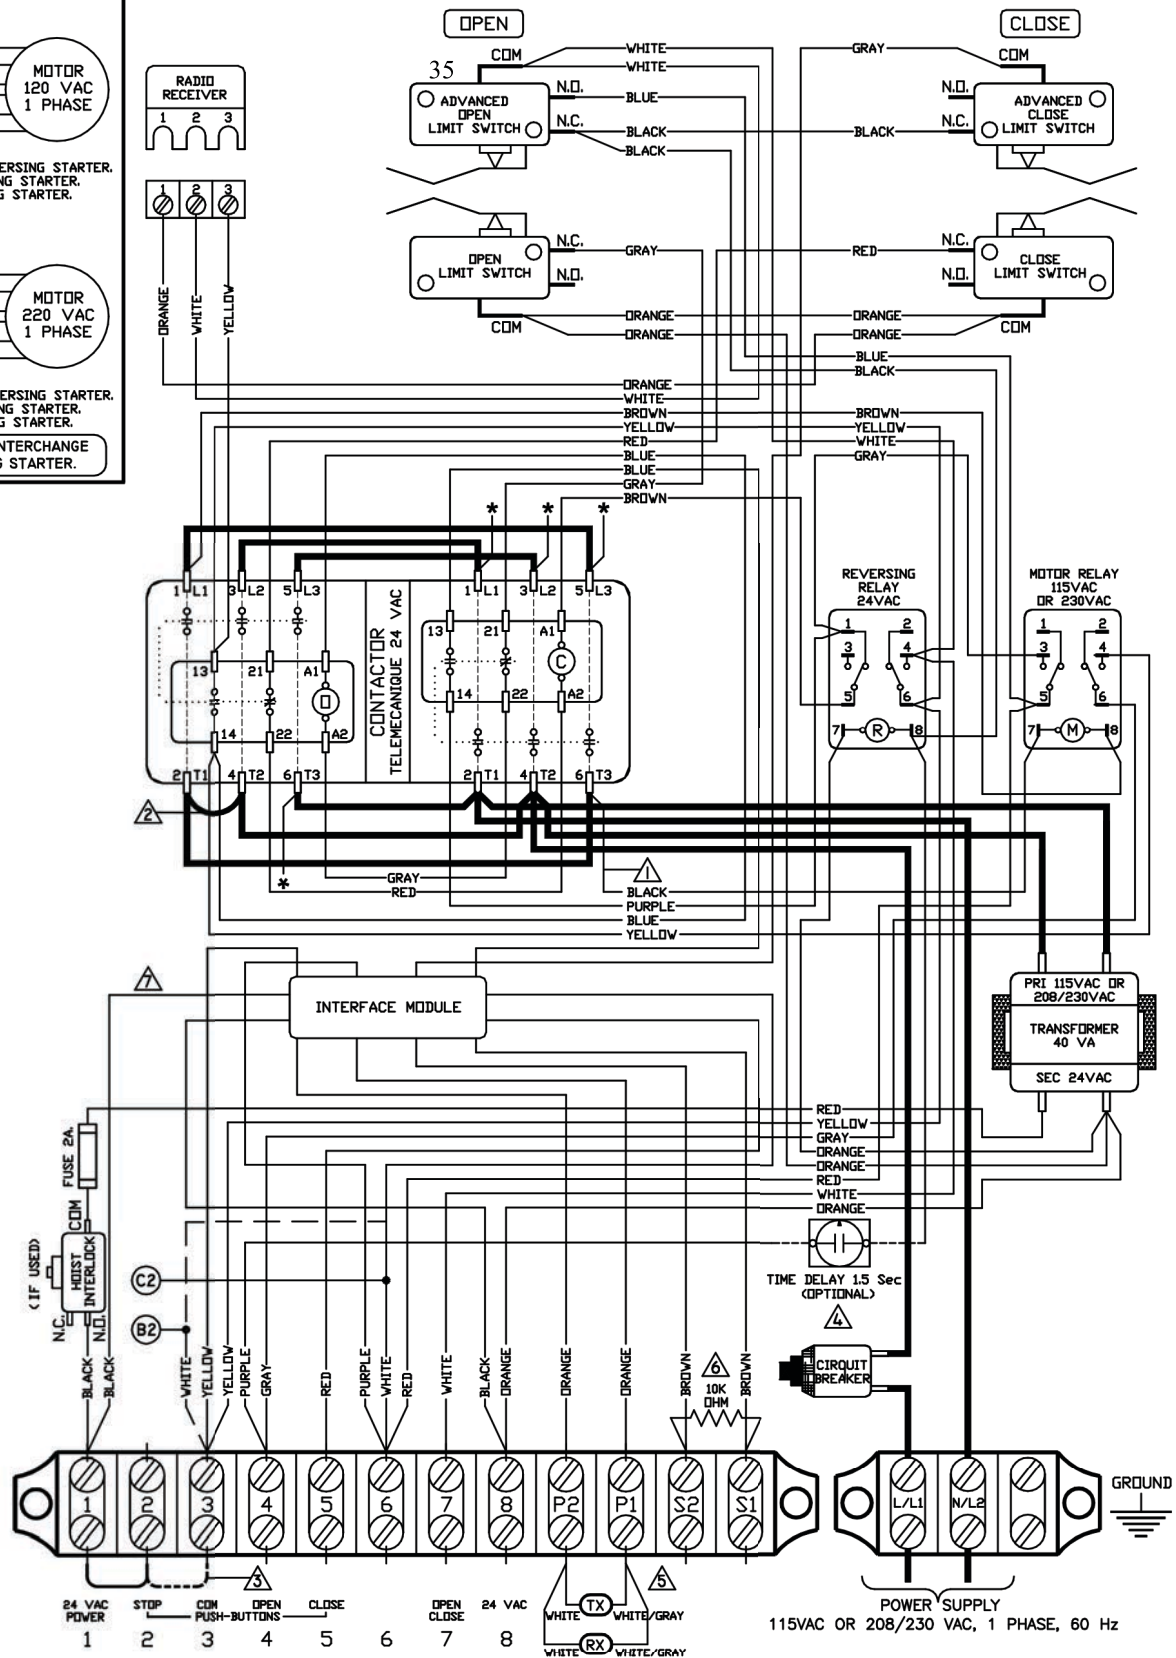 OPEN
CLOSE
MOTOR
120 VAC
1 PHASE
ERSING STARTER.
NG STARTER.
G STARTER.
MOTOR
220 VAC
1 PHASE
ERSING STARTER.
NG STARTER.
G STARTER.
NTERCHANGE
G STARTER.
RADIO
RECEIVER
1 2 3
1 2 3
ORANGE
WHITE
YELLOW
35
COM
ADVANCED
OPEN
LIMIT SWITCH
N.O.
N.C.
WHITE
WHITE
BLUE
BLACK
BLACK
GRAY
BLACK
COM
N.O.
N.C.
ADVANCED
CLOSE
LIMIT SWITCH
OPEN
LIMIT SWITCH
N.C.
N.O.
COM
GRAY
RED
ORANGE
ORANGE
ORANGE
ORANGE
N.C.
N.O.
CLOSE
LIMIT SWITCH
COM
BLUE
BLACK
ORANGE
WHITE
BROWN
BROWN
YELLOW
YELLOW
RED
WHITE
BLUE
GRAY
BLUE
GRAY
BROWN
* * *
1 L1 3 L2 5 L3
13 21 A1
O
14 22 A2
2 T1 4 T2 6 T3
CONTACTOR
TELEMECANIQUE 24 VAC
1 L1 3 L2 5 L3
13 21 A1
C
14 22 A2
2 T1 4 T2 6 T3
REVERSING
RELAY
24VAC
1 2
3 4
5 6
7 R 8
MOTOR RELAY
115VAC
OR 230VAC
1 2
3 4
5 6
7 M 8
2
*
GRAY
RED
1
BLACK
PURPLE
BLUE
YELLOW
7
INTERFACE MODULE
PRI 115VAC OR
208/230VAC
TRANSFORMER
40 VA
SEC 24VAC
RED
YELLOW
GRAY
ORANGE
ORANGE
RED
WHITE
ORANGE
FUSE 2A.
COM
(IF USED)
HOIST
INTERLOCK
N.C.
N.O.
C2
B2
TIME DELAY 1.5 Sec
(OPTIONAL)
4
CIRCUIT
BREAKER
BLACK
BLACK
WHITE
YELLOW
YELLOW
PURPLE
GRAY
RED
PURPLE
WHITE
RED
WHITE
BLACK
ORANGE
ORANGE
ORANGE
BROWN
BROWN
6
10K
OHM
1 2 3 4 5 6 7 8 P2 P1 S2 S1
L/L1 N/L2
GROUND
3
5
24 VAC
POWER
STOP
COM
PUSH-BUTTONS
OPEN
CLOSE
OPEN
CLOSE
24 VAC
1 2 3 4 5 6 7 8
WHITE TX WHITE/GRAY
WHITE RX WHITE/GRAY
POWER SUPPLY
115VAC OR 208/230 VAC, 1 PHASE, 60 Hz